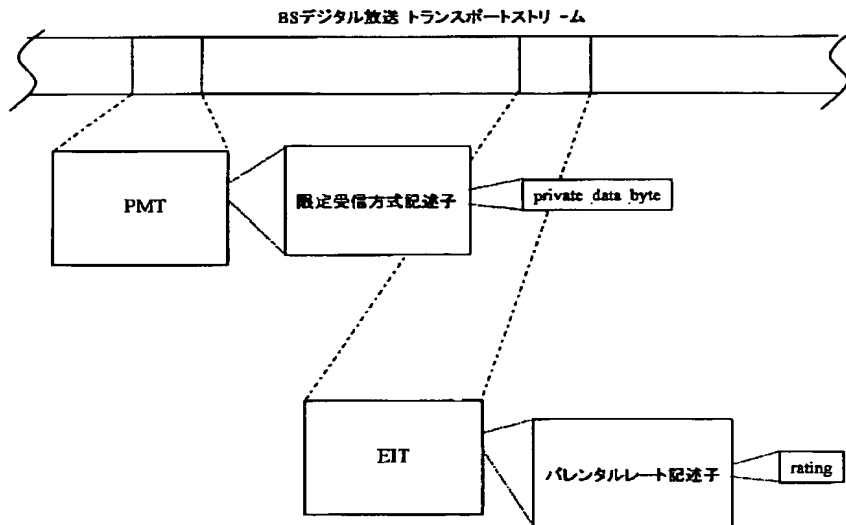 BSデジタル放送 トランスポートストリーム
PMT
限定受信方式記述子
private data byte
EIT
パレンタルレート記述子
rating